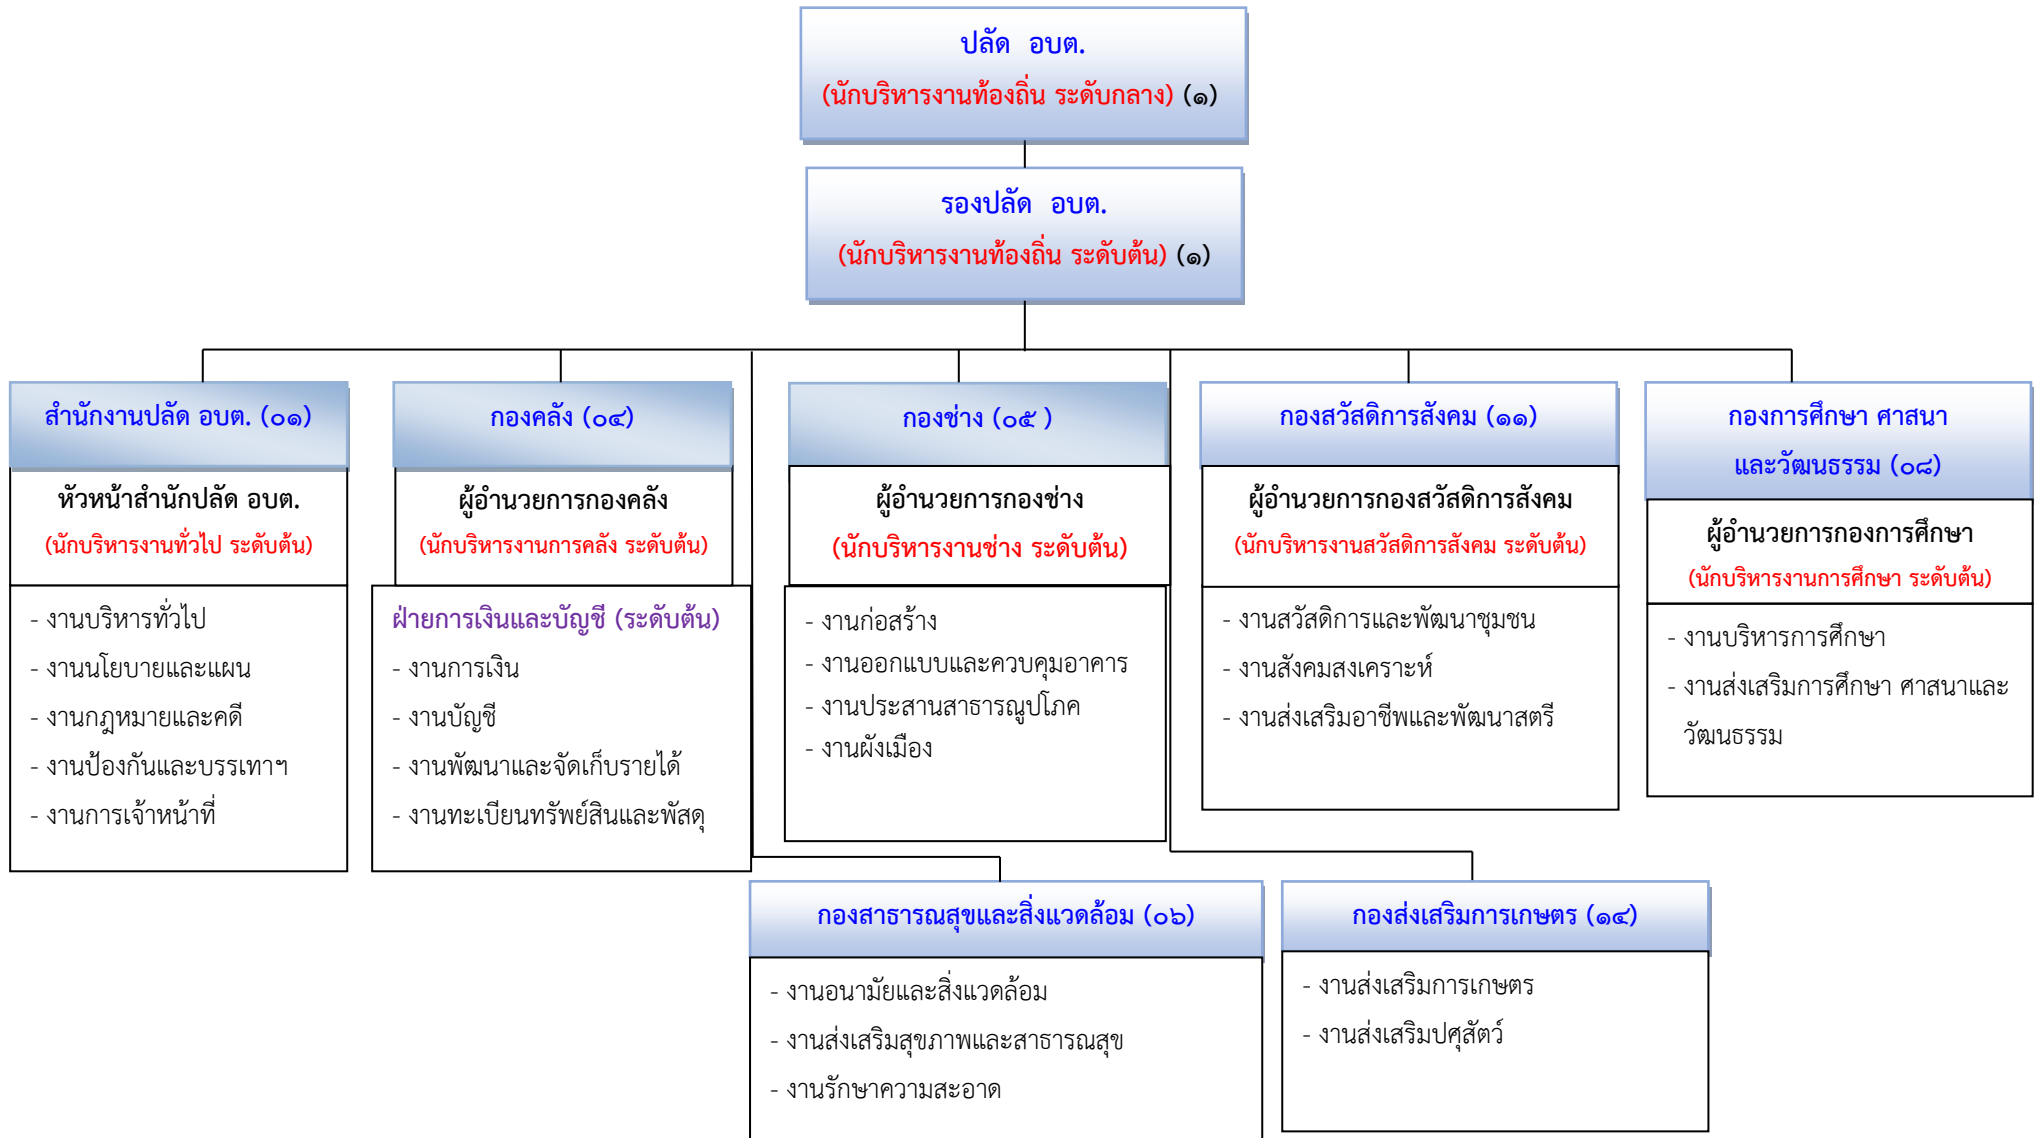 ปลัด อบต.
(นักบริหารงานท้องถิ่น ระดับกลาง) (๑)
รองปลัด อบต.
(นักบริหารงานท้องถิ่น ระดับต้น) (๑)
สำนักงานปลัด อบต. (๐๑)
หัวหน้าสำนักปลัด อบต.
(นักบริหารงานทั่วไป ระดับต้น)
- งานบริหารทั่วไป
- งานนโยบายและแผน
- งานกฎหมายและคดี
- งานป้องกันและบรรเทาฯ
- งานการเจ้าหน้าที่
กองคลัง (๐๔)
ผู้อำนวยการกองคลัง
(นักบริหารงานการคลัง ระดับต้น)
ฝ่ายการเงินและบัญชี (ระดับต้น)
- งานการเงิน
- งานบัญชี
- งานพัฒนาและจัดเก็บรายได้
- งานทะเบียนทรัพย์สินและพัสดุ
กองช่าง (๐๕ )
ผู้อำนวยการกองช่าง
(นักบริหารงานช่าง ระดับต้น)
- งานก่อสร้าง
- งานออกแบบและควบคุมอาคาร
- งานประสานสาธารณูปโภค
- งานผังเมือง
กองสวัสดิการสังคม (๑๑)
ผู้อำนวยการกองสวัสดิการสังคม
(นักบริหารงานสวัสดิการสังคม ระดับต้น)
- งานสวัสดิการและพัฒนาชุมชน
- งานสังคมสงเคราะห์
- งานส่งเสริมอาชีพและพัฒนาสตรี
กองการศึกษา ศาสนา
และวัฒนธรรม (๐๘)
ผู้อำนวยการกองการศึกษา
(นักบริหารงานการศึกษา ระดับต้น)
- งานบริหารการศึกษา
- งานส่งเสริมการศึกษา ศาสนาและ
วัฒนธรรม
กองสาธารณสุขและสิ่งแวดล้อม (๐๖)
- งานอนามัยและสิ่งแวดล้อม
- งานส่งเสริมสุขภาพและสาธารณสุข
- งานรักษาความสะอาด
กองส่งเสริมการเกษตร (๑๔)
- งานส่งเสริมการเกษตร
- งานส่งเสริมปศุสัตว์